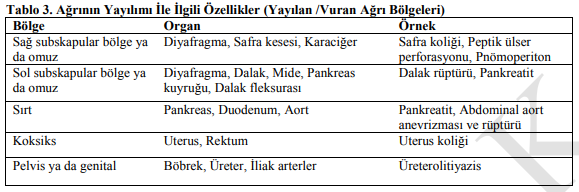 Tablo 3. Ağrının Yayılımı İle İlgili Özellikler (Yayılan /Vuran Ağrı Bölgeleri)
Bölge Organ Örnek
Sağ subskapular bölge ya da omuz Diyafragma, Safra kesesi, Karaciğer Safra koliği, Peptik ülser perforasyonu, Pnömoperiton
Sol subskapular bölge ya da omuz Diyafragma, Dalak, Mide, Pankreas kuyruğu, Dalak fleksurası Dalak rüptürü, Pankreatit
Sırt Pankreas, Duodenum, Aort Pankreatit, Abdominal aort anevrizması ve rüptürü
Koksiks Uterus, Rektum Uterus koliği
Pelvis ya da genital Böbrek, Üreter, İliak arterler Üreterolitiyazis